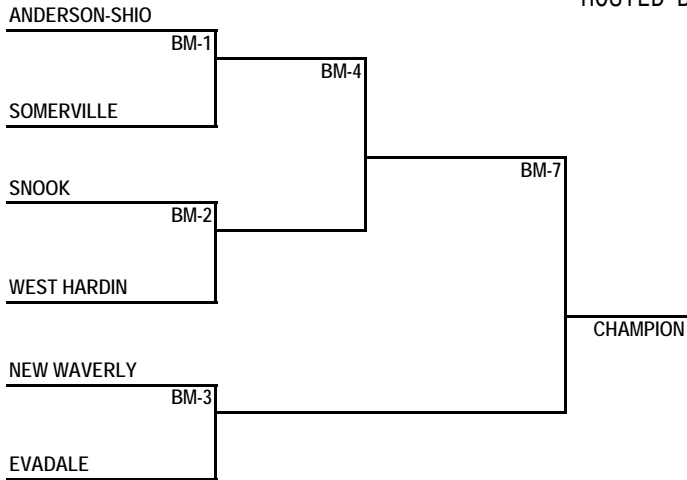 HOSTED
ANDERSON-SHIO
BM-1
BM-4
SOMERVILLE
BM-7
SNOOK
BM-2
WEST HARDIN
CHAMPION
NEW WAVERLY
BM-3
EVADALE